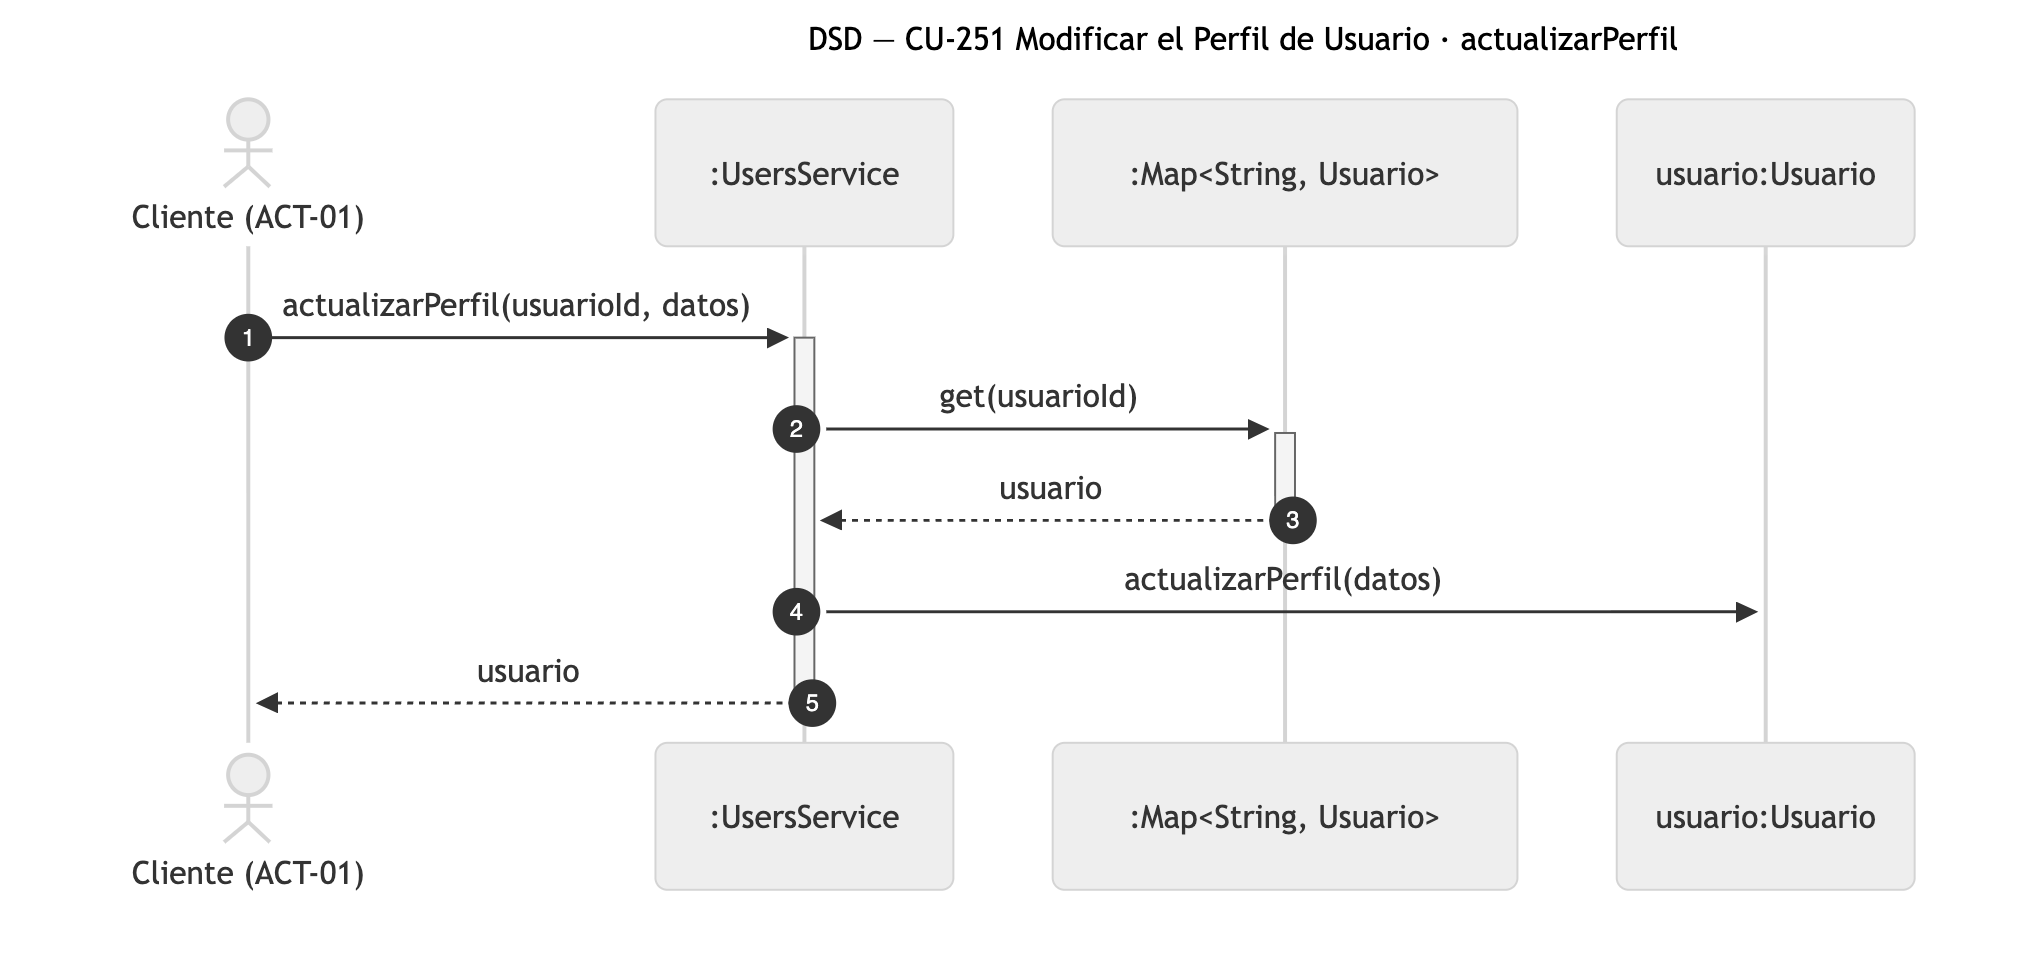 DSD — CU-251 Modificar el Perfil de Usuario · actualizarPerfil
Cliente (ACT-01)
:UsersService
:Map<String, Usuario>
usuario:Usuario
actualizarPerfil(usuarioId, datos)
1
get(usuarioId)
2
usuario
3
actualizarPerfil(datos)
4
usuario
5
Cliente (ACT-01)
:UsersService
:Map<String, Usuario>
usuario:Usuario